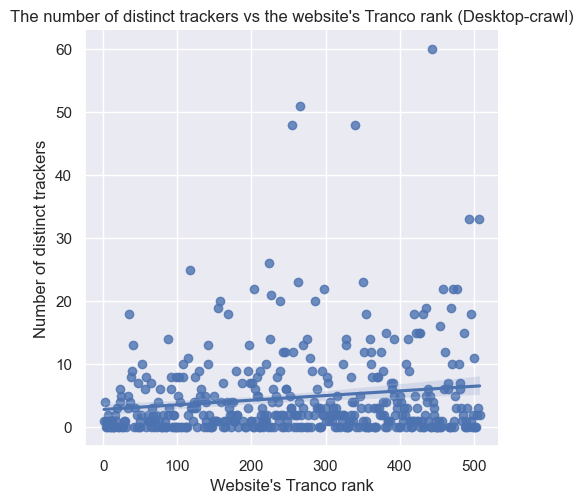 The number of distinct trackers vs the website's Tranco rank (Desktop-crawl)
60
50
40
30
20
10
0
Number of distinct trackers
0 100 200 300 400 500
Website's Tranco rank